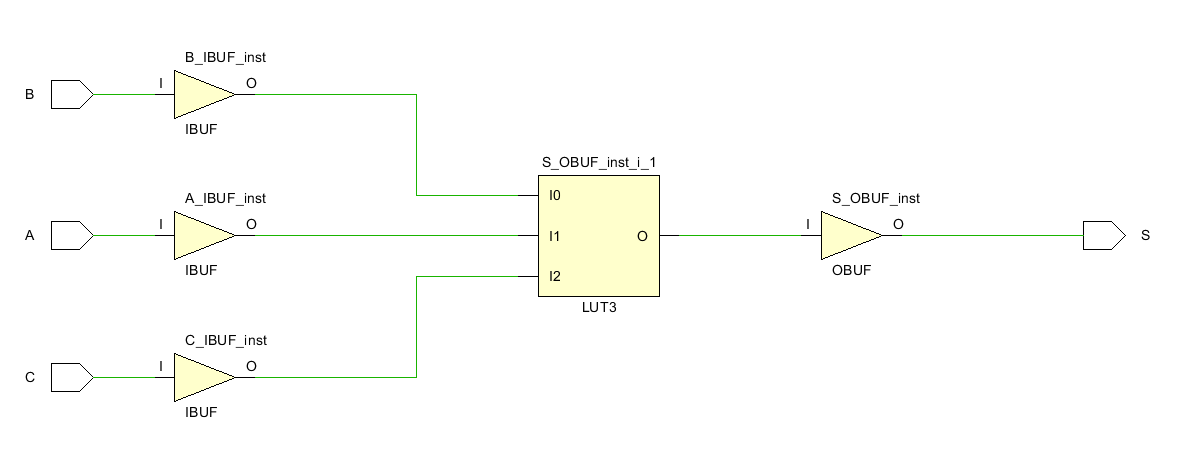 B_IBUF_inst
I O
B
IBUF
S_OBUF_inst_i_1
A_IBUF_inst
I0
S_OBUF_inst
I O
I O
A
I1 O
S
IBUF
OBUF
I2
LUT3
C_IBUF_inst
I O
C
IBUF